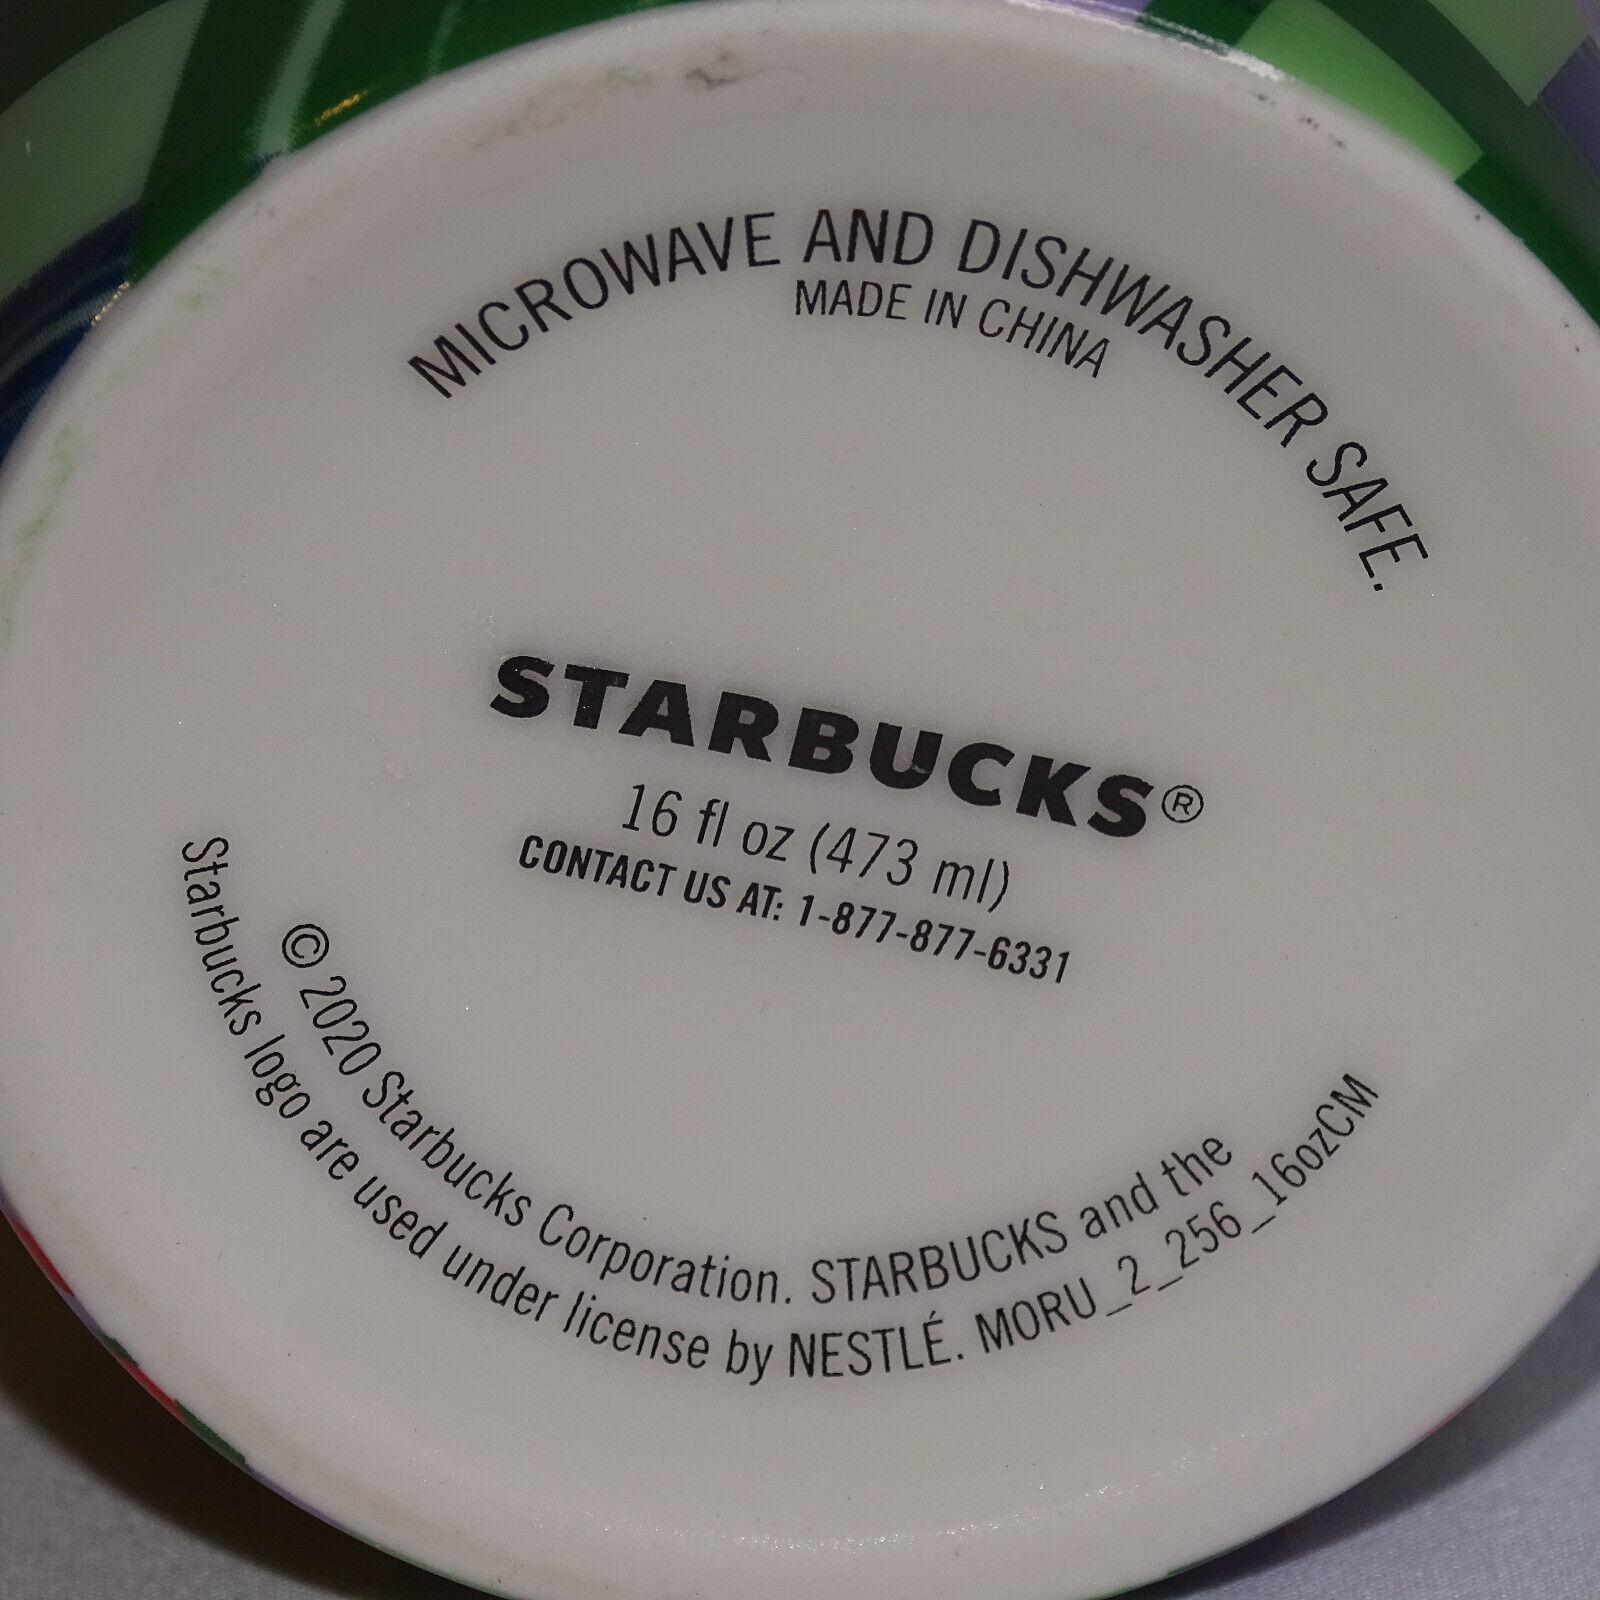 MICROWAVE AND DISHWASHER SAFE.
MADE IN CHINA
STARBUCKS®
16 fl oz (473 ml)
CONTACT US AT: 1-877-877-6331
© 2020 Starbucks Corporation. STARBUCKS and the
Starbucks logo are used under license by NESTLÉ. MORU_2_256_16ozCM